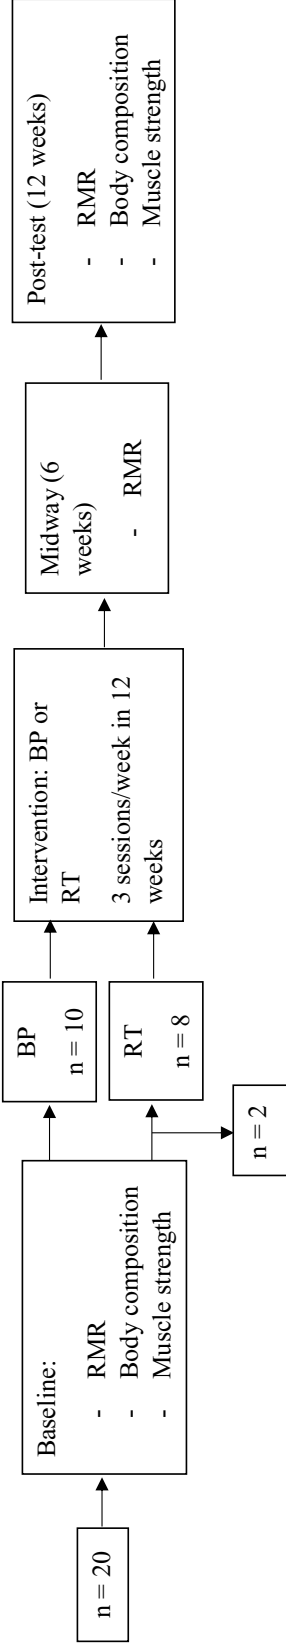 n = 20
Baseline:
- RMR
- Body composition
- Muscle strength
BP
n = 10
RT
n = 8
n = 2
Intervention: BP or
RT
3 sessions/week in 12
weeks
Midway (6
weeks)
- RMR
Post-test (12 weeks)
- RMR
- Body composition
- Muscle strength